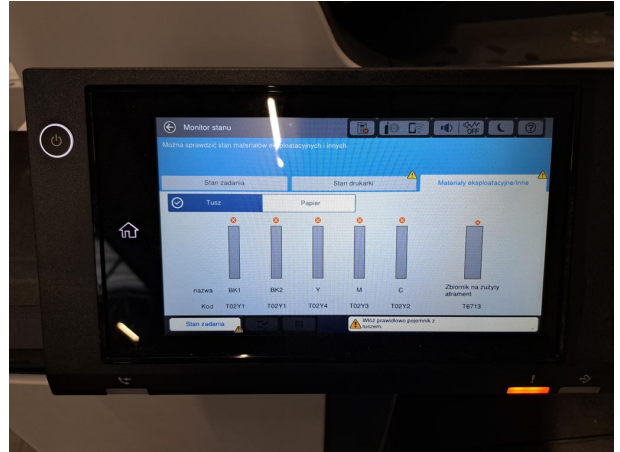 Monitor stanu
OFF
Można sprawdzić stan materiałów eksploatacyjnych i innych.
Stan zadania
Stan drukarki
Materiały eksploatacyjne/inne
Tusz
Papier
nazwa BK1 BK2 Y M C Zbiornik na zużyty atrament
Kod T02Y1 T02Y1 T02Y4 T02Y3 T02Y2 T6713
Stan zadania
Włóż prawidłowo pojemnik z
tuszem.